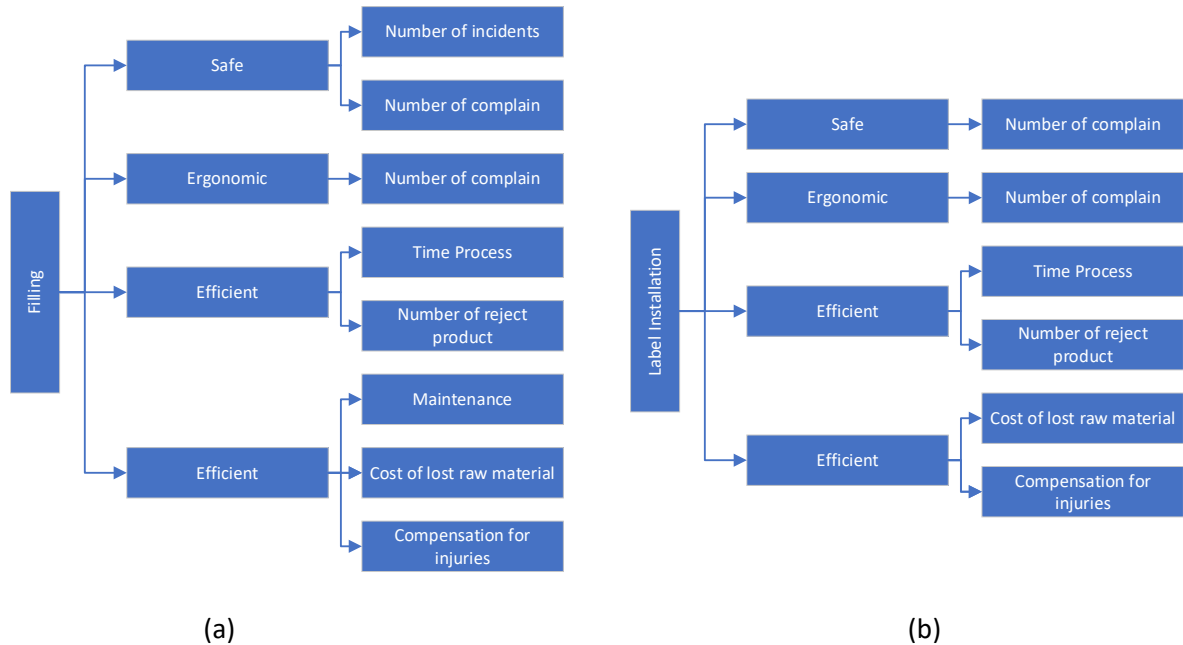 Filling
Safe
Number of incidents
Number of complain
Ergonomic
Number of complain
Efficient
Time Process
Number of reject
product
Efficient
Maintenance
Cost of lost raw material
Compensation for
injuries
(a)
Label Installation
Safe
Number of complain
Ergonomic
Number of complain
Efficient
Time Process
Number of reject
product
Efficient
Cost of lost raw material
Compensation for
injuries
(b)